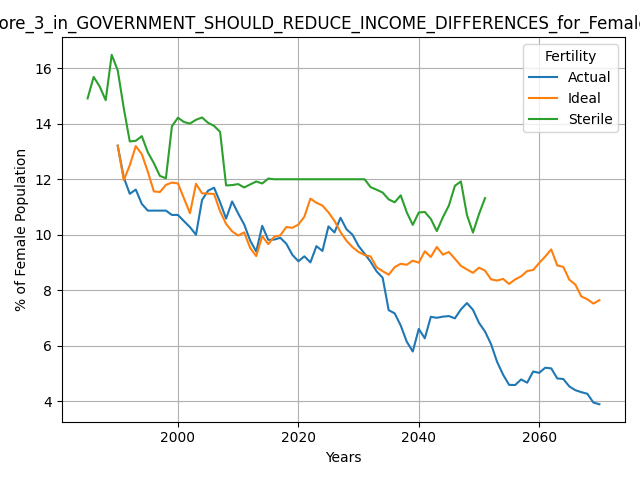 ore_3_in_GOVERNMENT_SHOULD_REDUCE_INCOME_DIFFERENCES_for_Female
Fertility
Actual
Ideal
Sterile
% of Female Population
16
14
12
10
8
6
4
2000 2020 2040 2060
Years